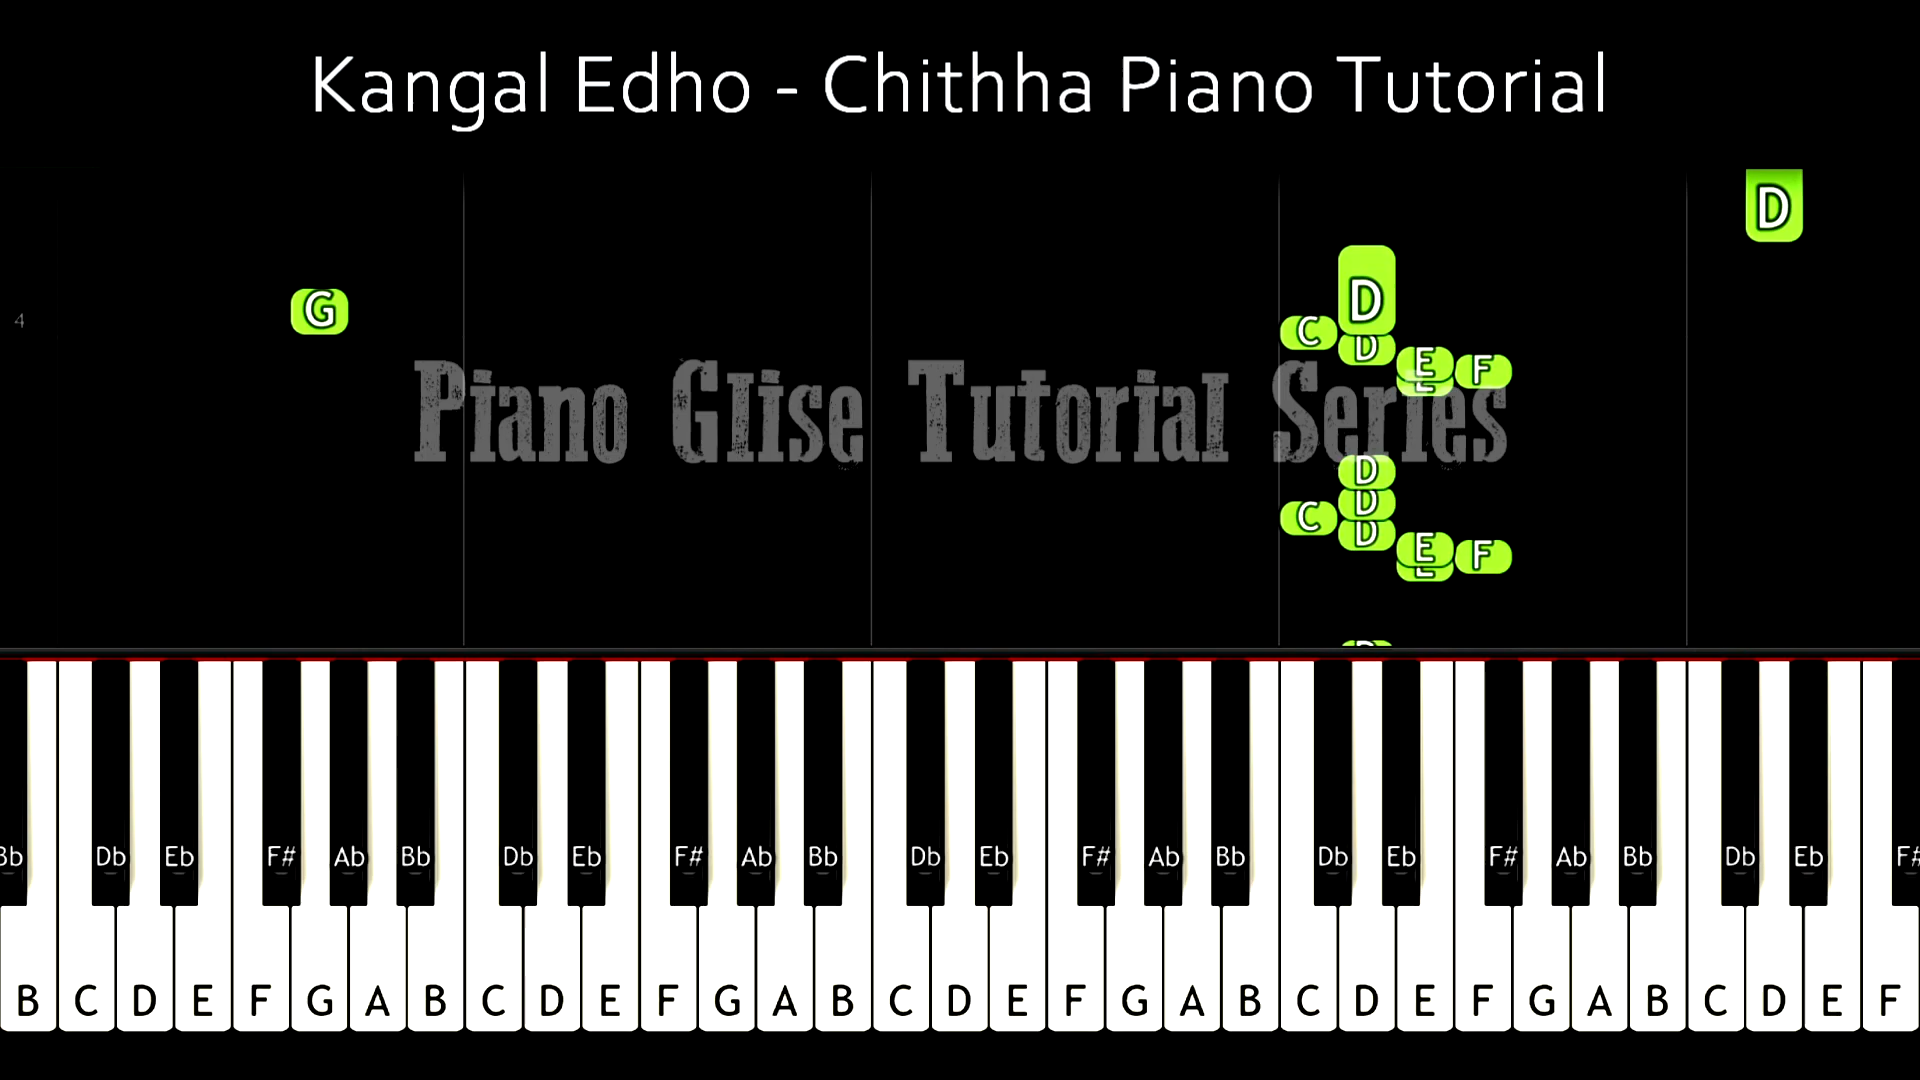 Kangal Edho - Chithha Piano Tutorial
D
G
D
4
C
D
E
F
E
Piano Glise Tutorial Series
D
D
C
D
E
F
E
D
Bb Db Eb F# Ab Bb Db Eb F# Ab Bb Db Eb F# Ab Bb Db Eb F# Ab Bb Db Eb F#
B C D E F G A B C D E F G A B C D E F G A B C D E F G A B C D E F